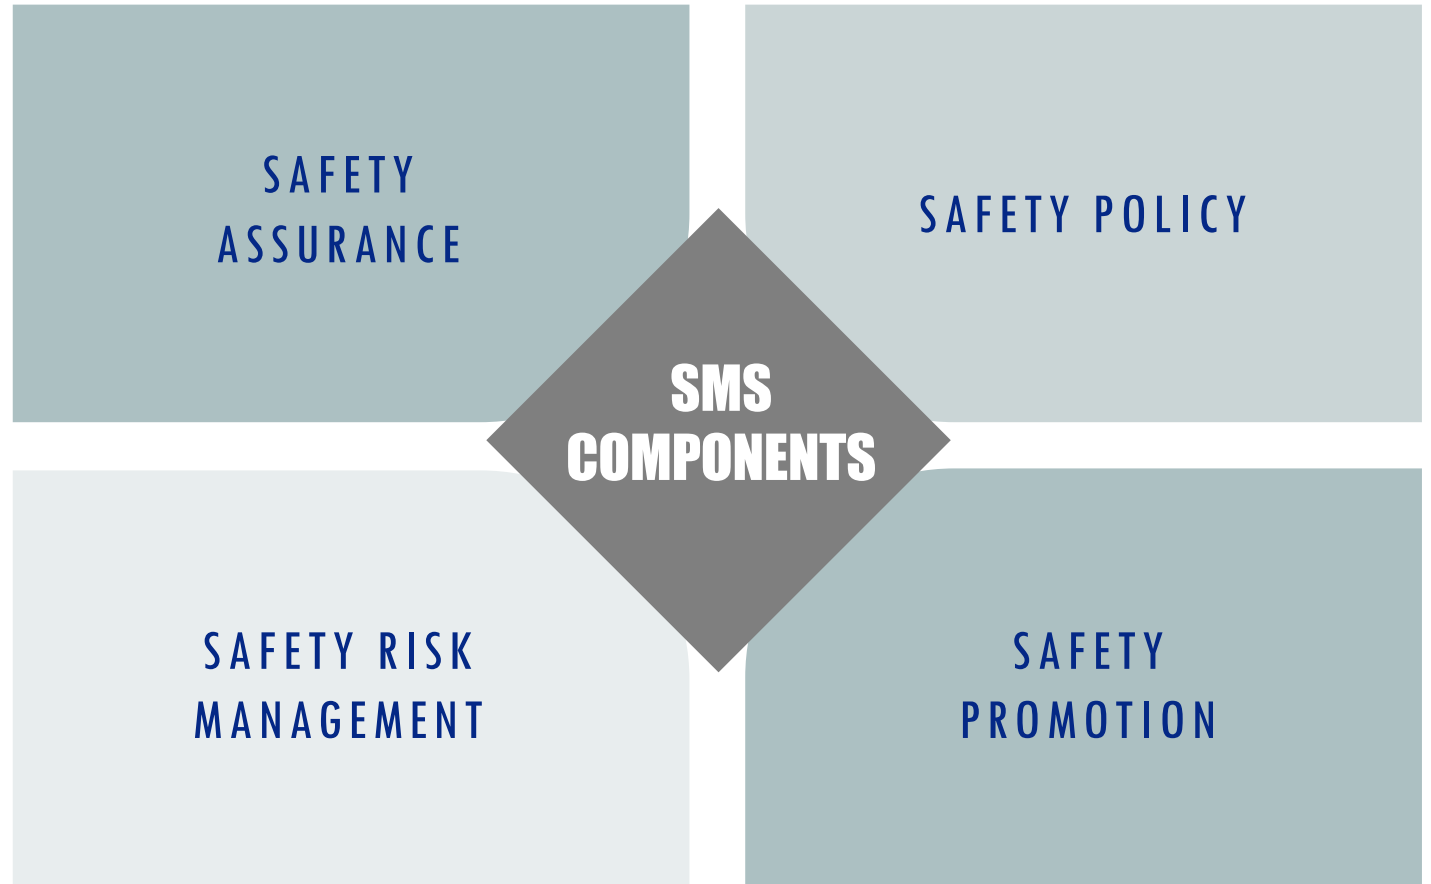 SAFETY
ASSURANCE
SAFETY POLICY
SMS
COMPONENTS
SAFETY RISK
MANAGEMENT
SAFETY
PROMOTION